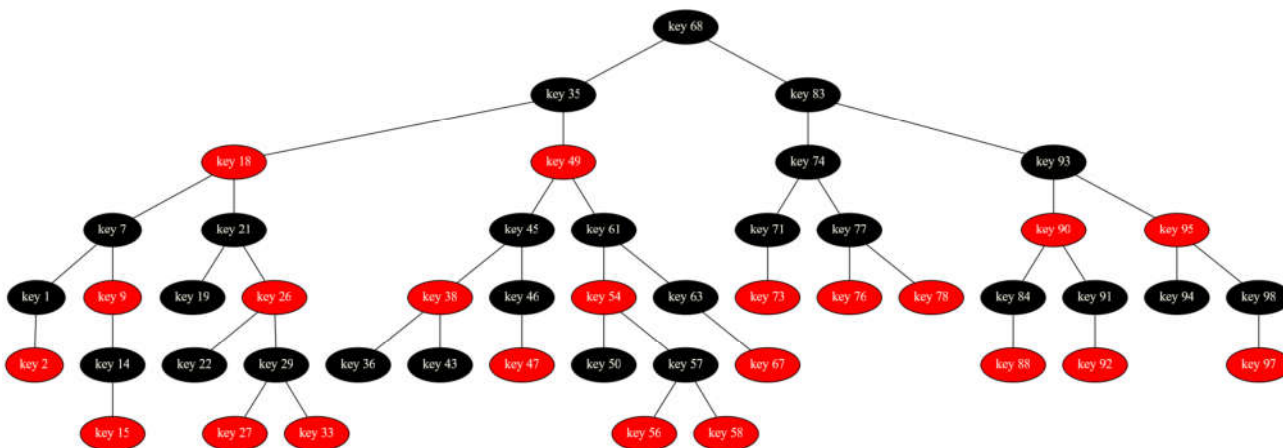 key 68
key 35
key 83
key 18
key 49
key 74
key 93
key 7
key 21
key 45
key 61
key 71
key 77
key 90
key 95
key 1
key 9
key 19
key 26
key 38
key 46
key 54
key 63
key 73
key 76
key 78
key 84
key 91
key 94
key 98
key 2
key 14
key 22
key 29
key 36
key 43
key 47
key 50
key 57
key 67
key 88
key 92
key 97
key 15
key 27
key 33
key 56
key 58